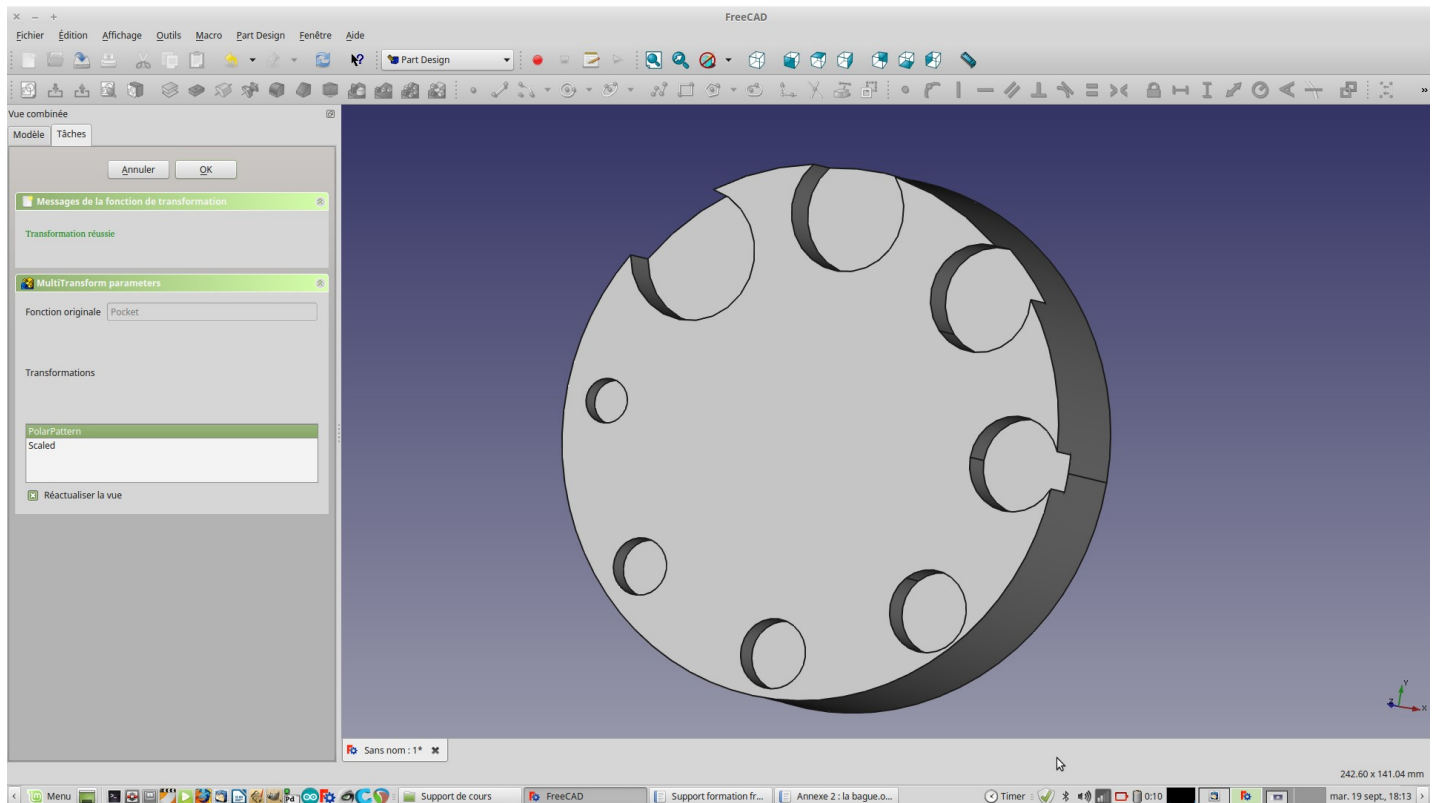 FreeCAD
Fichier Édition Affichage Outils Macro Part Design Fenêtre Aide
Part Design
Vue combinée
Modèle Tâches
Annuler OK
Messages de la fonction de transformation
Transformation réussie
MultiTransform parameters
Fonction originale Pocket
Transformations
PolarPattern
Scaled
Réactualiser la vue
Y
Z X
Sans nom : 1*
242.60 x 141.04 mm
Menu Support de cours FreeCAD Support formation fr... Annexe 2 : la bague.o... Timer 0:10 mar. 19 sept., 18:13